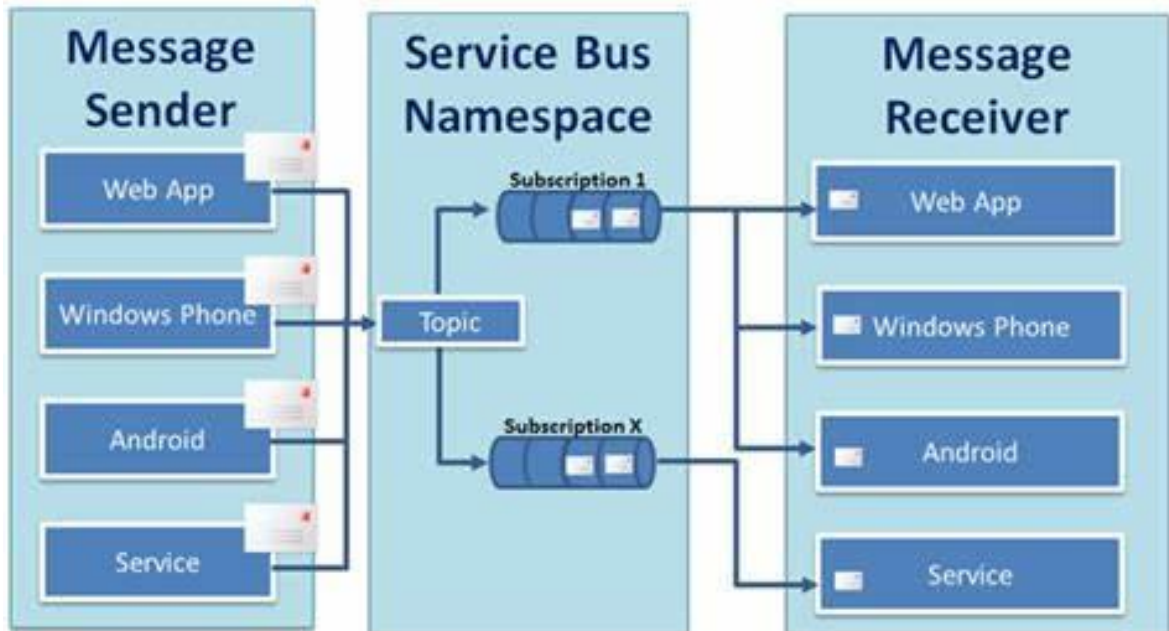 Message
Sender
Web App
Windows Phone
Android
Service
Service Bus
Namespace
Subscription 1
Topic
Subscription X
Message
Receiver
Web App
Windows Phone
Android
Service